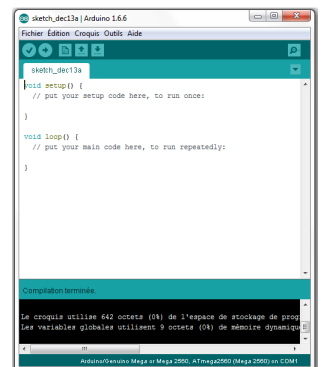 sketch_dec13a | Arduino 1.6.6
Fichier Édition Croquis Outils Aide
sketch_dec13a
void setup() {
// put your setup code here, to run once:
}
void loop() {
// put your main code here, to run repeatedly:
}
Compilation terminée.
Le croquis utilise 642 octets (0%) de l'espace de stockage de prog
Les variables globales utilisent 9 octets (0%) de mémoire dynamique
Arduino/Genuino Mega or Mega 2560, ATmega2560 (Mega 2560) on COM1